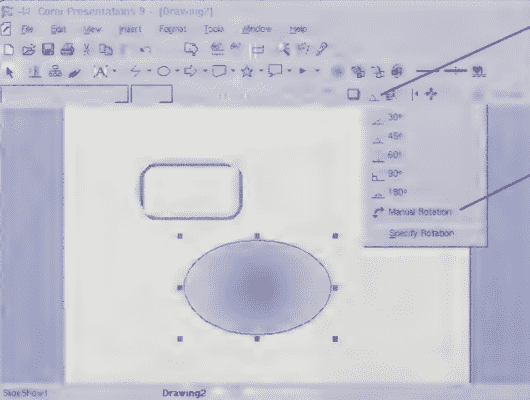 Corel Presentations 9 - [Drawing2]
File Edit View Insert Format Tools Window Help
A
30°
45°
60°
90°
180°
Manual Rotation
Specify Rotation
SlideShow1 Drawing2